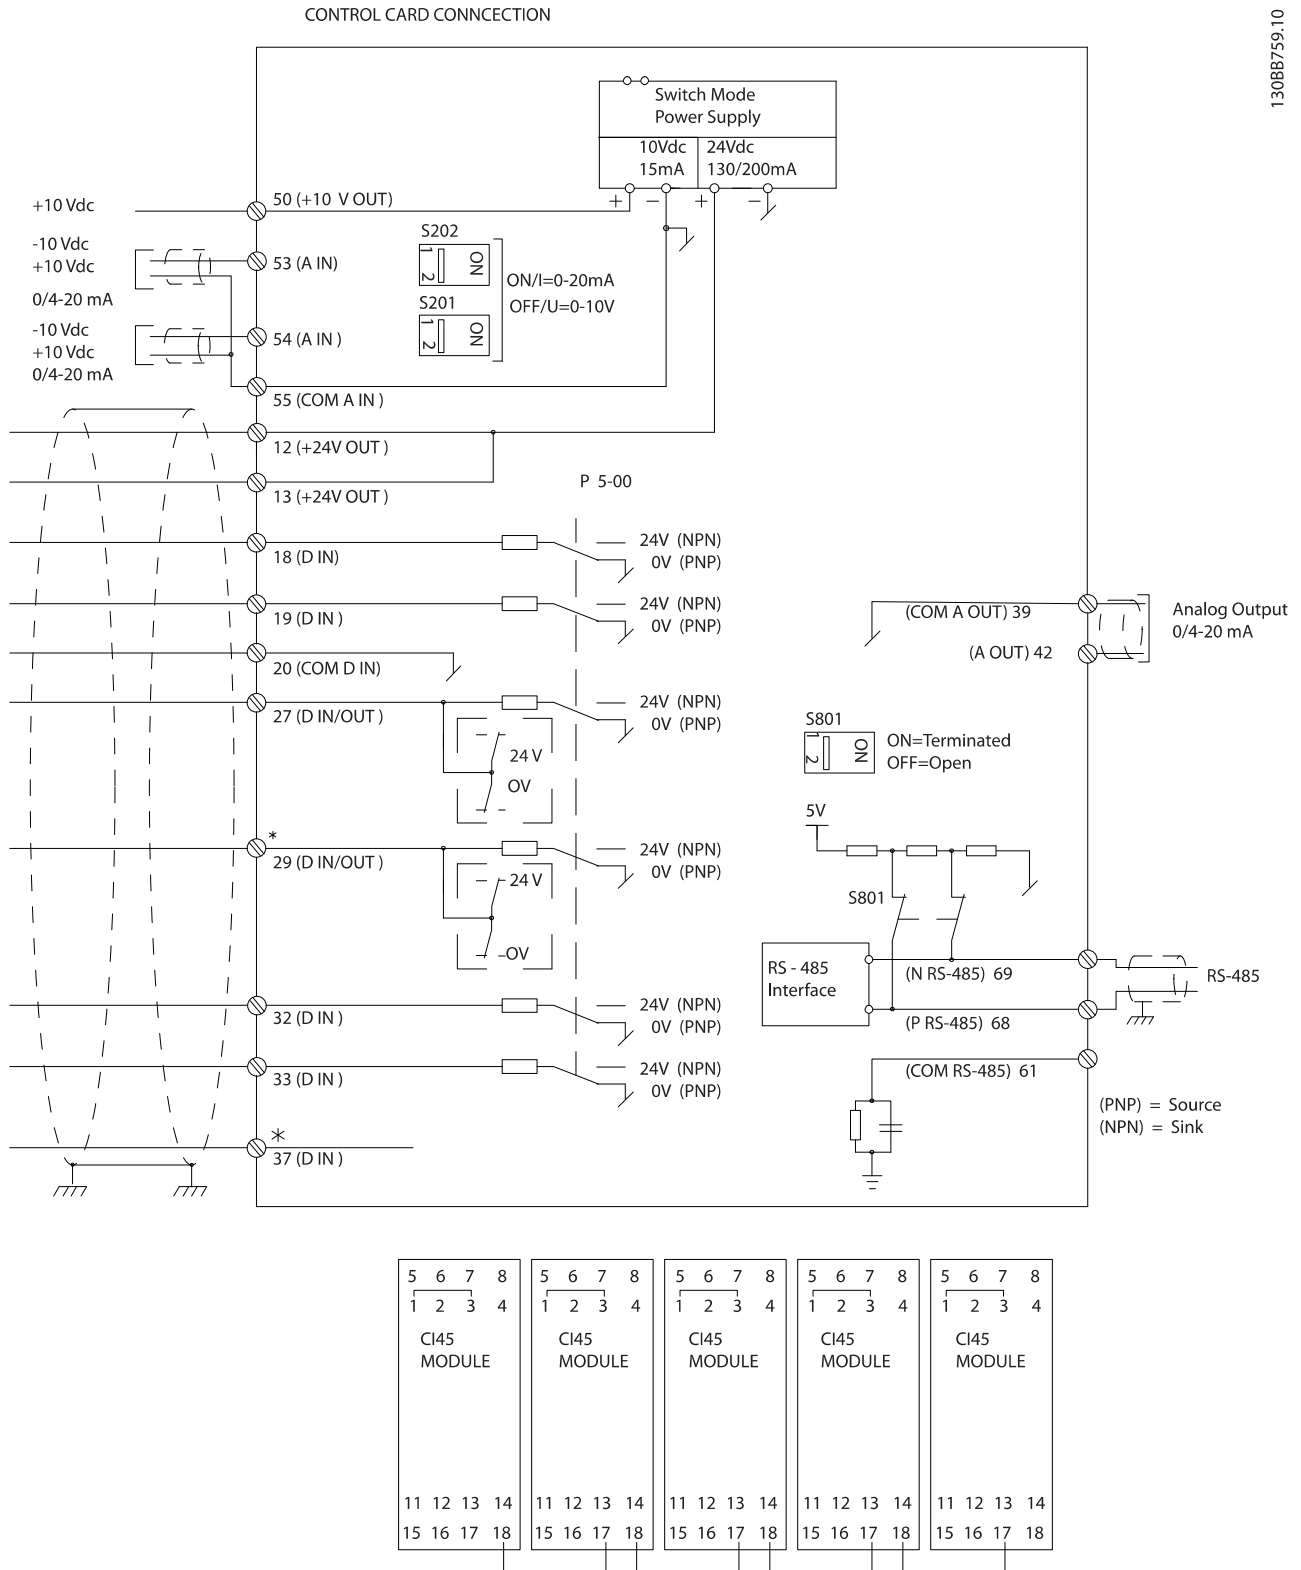 CONTROL CARD CONNCECTION
130BB759.10
Switch Mode
Power Supply
10Vdc
15mA
24Vdc
130/200mA
+ − + −
+10 Vdc
50 (+10 V OUT)
-10 Vdc
+10 Vdc
0/4-20 mA
53 (A IN)
S202
1
2
ON
ON/I=0-20mA
OFF/U=0-10V
S201
1
2
ON
-10 Vdc
+10 Vdc
0/4-20 mA
54 (A IN )
55 (COM A IN )
12 (+24V OUT )
13 (+24V OUT )
P 5-00
18 (D IN)
24V (NPN)
0V (PNP)
19 (D IN )
24V (NPN)
0V (PNP)
(COM A OUT) 39
Analog Output
0/4-20 mA
(A OUT) 42
20 (COM D IN)
27 (D IN/OUT )
24V (NPN)
0V (PNP)
24 V
OV
S801
1
2
ON
ON=Terminated
OFF=Open
5V
*
29 (D IN/OUT )
24V (NPN)
0V (PNP)
24 V
OV
S801
RS - 485
Interface
(N RS-485) 69
RS-485
(P RS-485) 68
(COM RS-485) 61
32 (D IN )
24V (NPN)
0V (PNP)
33 (D IN )
24V (NPN)
0V (PNP)
(PNP) = Source
(NPN) = Sink
*
37 (D IN )
5 6 7 8
1 2 3 4
CI45
MODULE
11 12 13 14
15 16 17 18
5 6 7 8
1 2 3 4
CI45
MODULE
11 12 13 14
15 16 17 18
5 6 7 8
1 2 3 4
CI45
MODULE
11 12 13 14
15 16 17 18
5 6 7 8
1 2 3 4
CI45
MODULE
11 12 13 14
15 16 17 18
5 6 7 8
1 2 3 4
CI45
MODULE
11 12 13 14
15 16 17 18